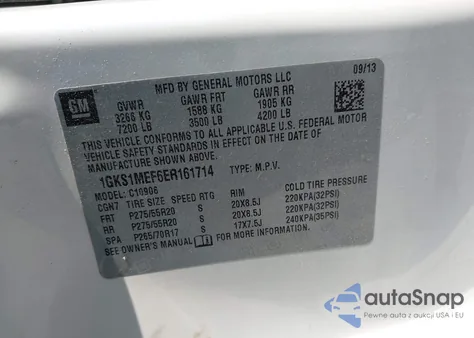 MFD BY GENERAL MOTORS LLC 09/13
GM
GVWR GAWR FRT GAWR RR
3266 KG 1588 KG 1905 KG
7200 LB 3500 LB 4200 LB
THIS VEHICLE CONFORMS TO ALL APPLICABLE U.S. FEDERAL MOTOR
VEHICLE SAFETY STANDARDS IN EFFECT ON THE DATE OF
MANUFACTURE SHOWN ABOVE.
1GKS1MEF6ER161714 TYPE: M.P.V.
MODEL: C10906
CGT TIRE SIZE SPEED RTG RIM COLD TIRE PRESSURE
FRT P275/55R20 S 20X8.5J 220KPA(32PSI)
RR P275/55R20 S 20X8.5J 220KPA(32PSI)
SPA P265/70R17 S 17X7.5J 240KPA(35PSI)
SEE OWNER'S MANUAL FOR MORE INFORMATION.
autoSnap
Pewne auta z aukcji USA i EU